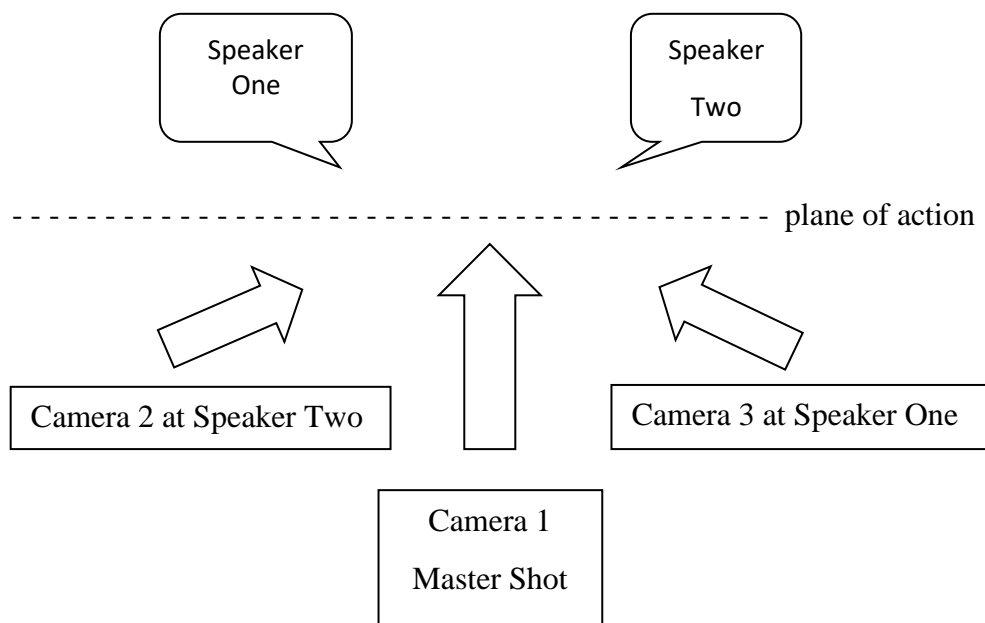 Speaker
One
Speaker
Two
plane of action
Camera 2 at Speaker Two
Camera 3 at Speaker One
Camera 1
Master Shot